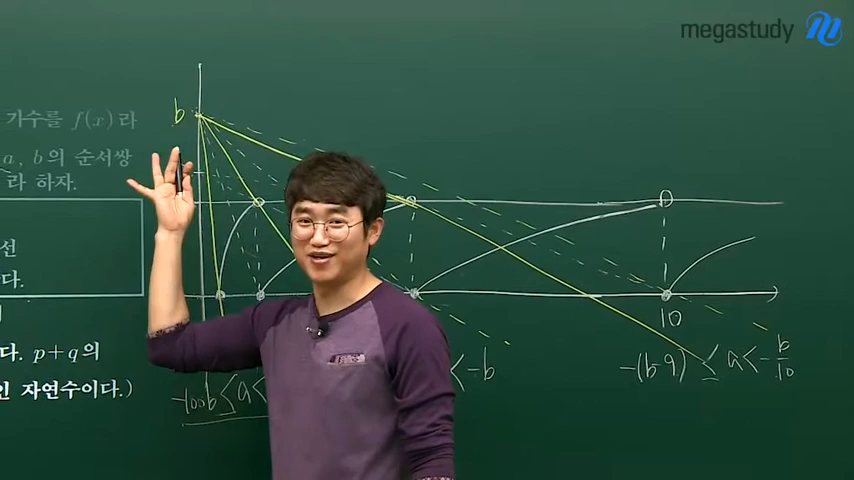 megastudy
가수를 f(x)라
a, b의 순서쌍
라 하자.
b
선
다.
다. p+q의
인 자연수이다.)
10
-100b ≤ a <
< -b
-(b-9) ≤ a < -b/10